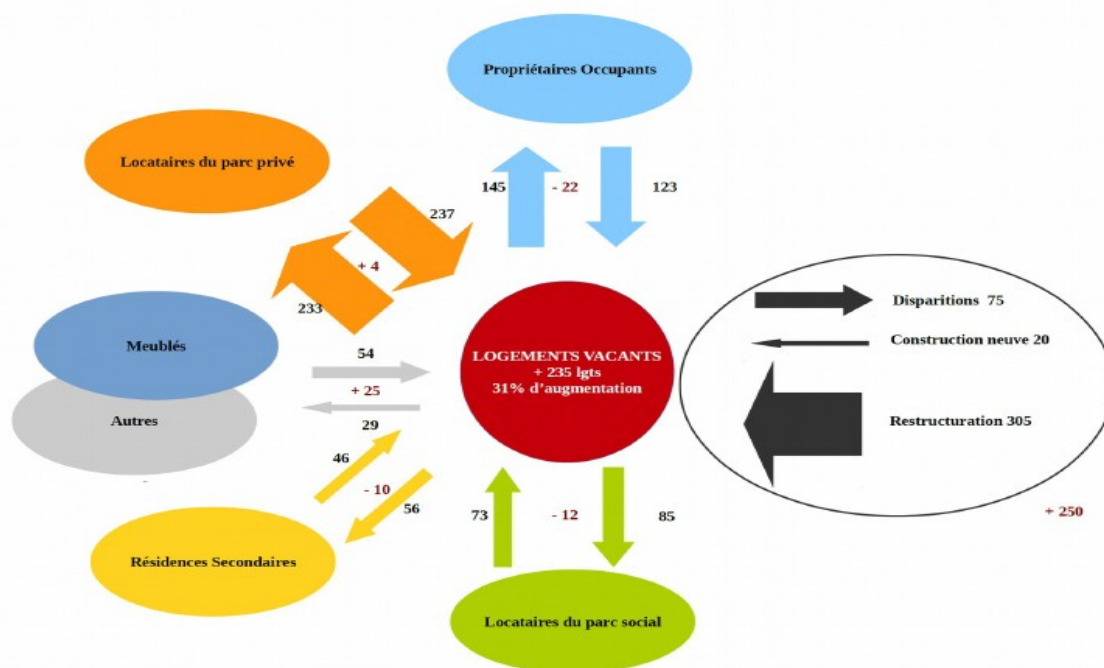 Propriétaires Occupants
Locataires du parc privé
145
- 22
123
237
+ 4
233
Meublés
Autres
54
+ 25
29
LOGEMENTS VACANTS
+ 235 lgts
31% d’augmentation
Disparitions 75
Construction neuve 20
Restructuration 305
+ 250
46
- 10
56
Résidences Secondaires
73
- 12
85
Locataires du parc social